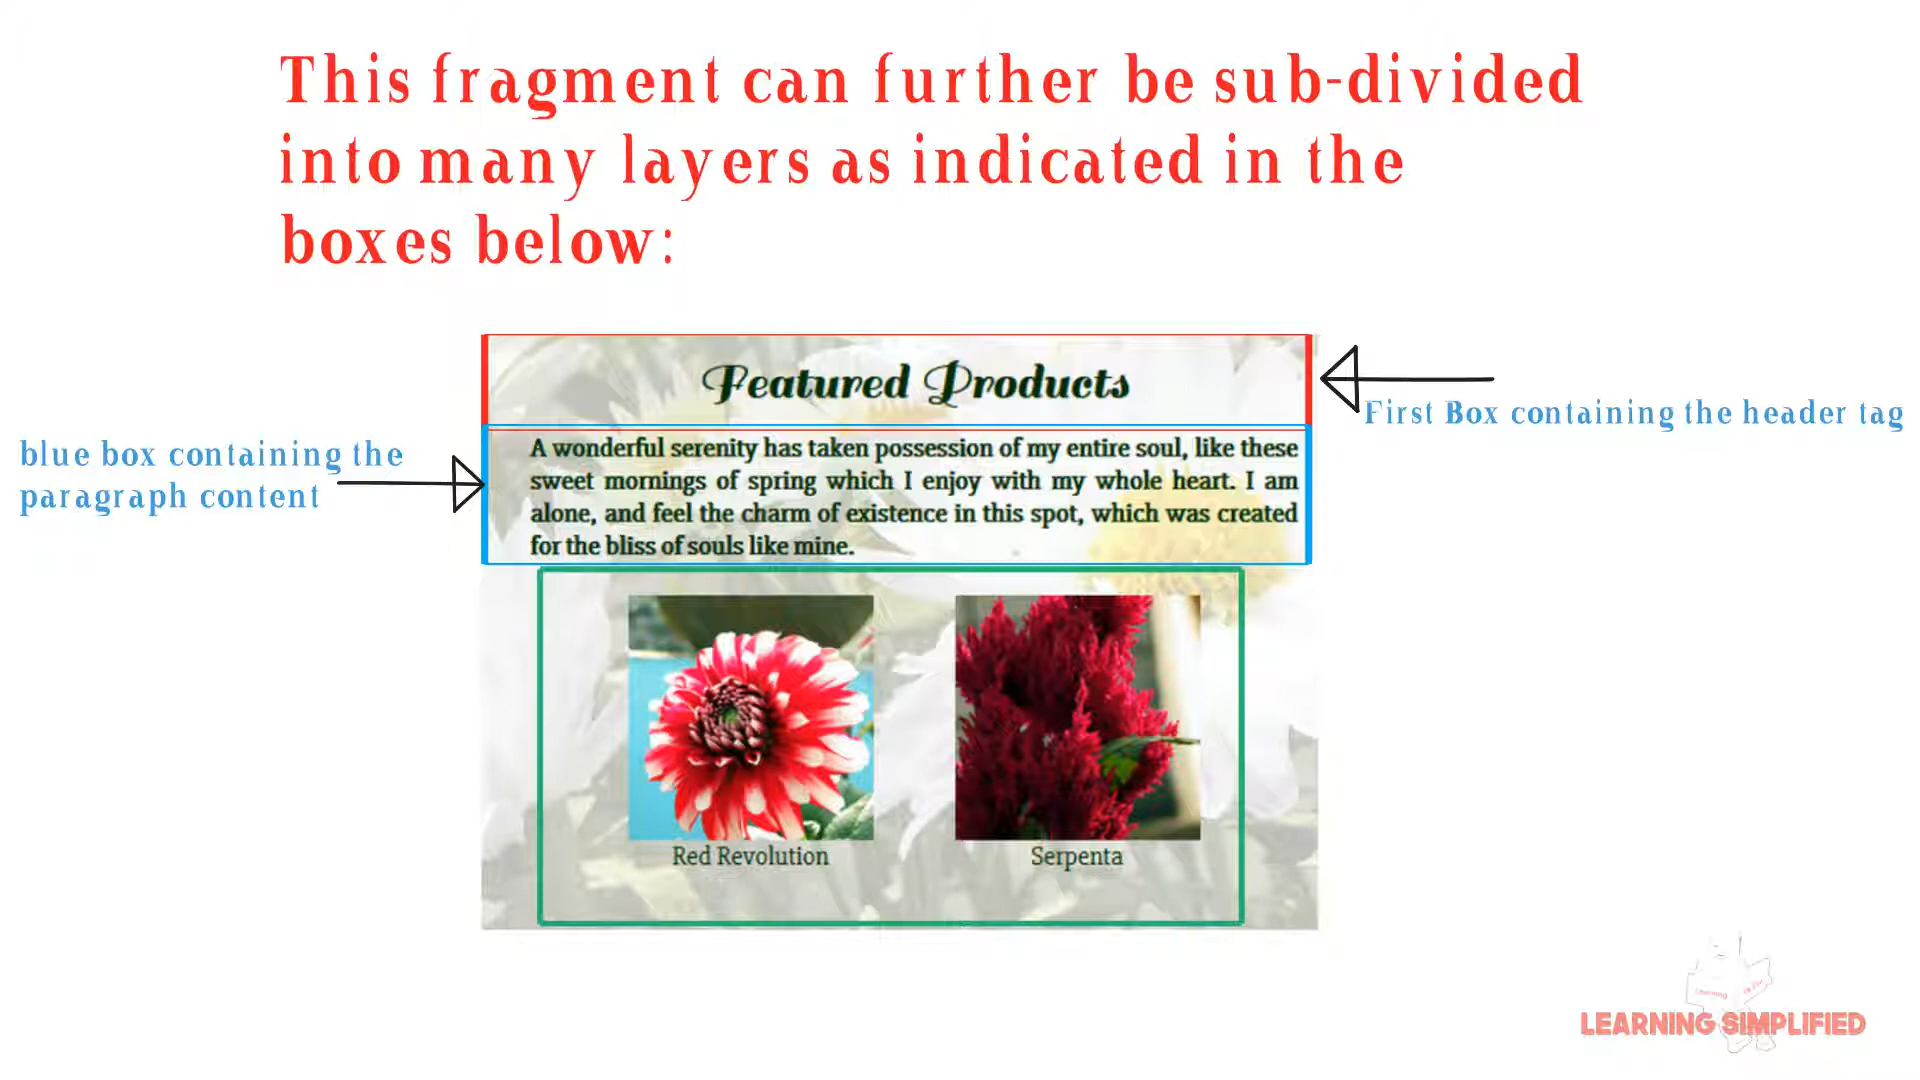 This fragment can further be sub-divided
into many layers as indicated in the
boxes below:
Featured Products
First Box containing the header tag
blue box containing the
paragraph content
A wonderful serenity has taken possession of my entire soul, like these
sweet mornings of spring which I enjoy with my whole heart. I am
alone, and feel the charm of existence in this spot, which was created
for the bliss of souls like mine.
Red Revolution
Serpenta
LEARNING SIMPLIFIED